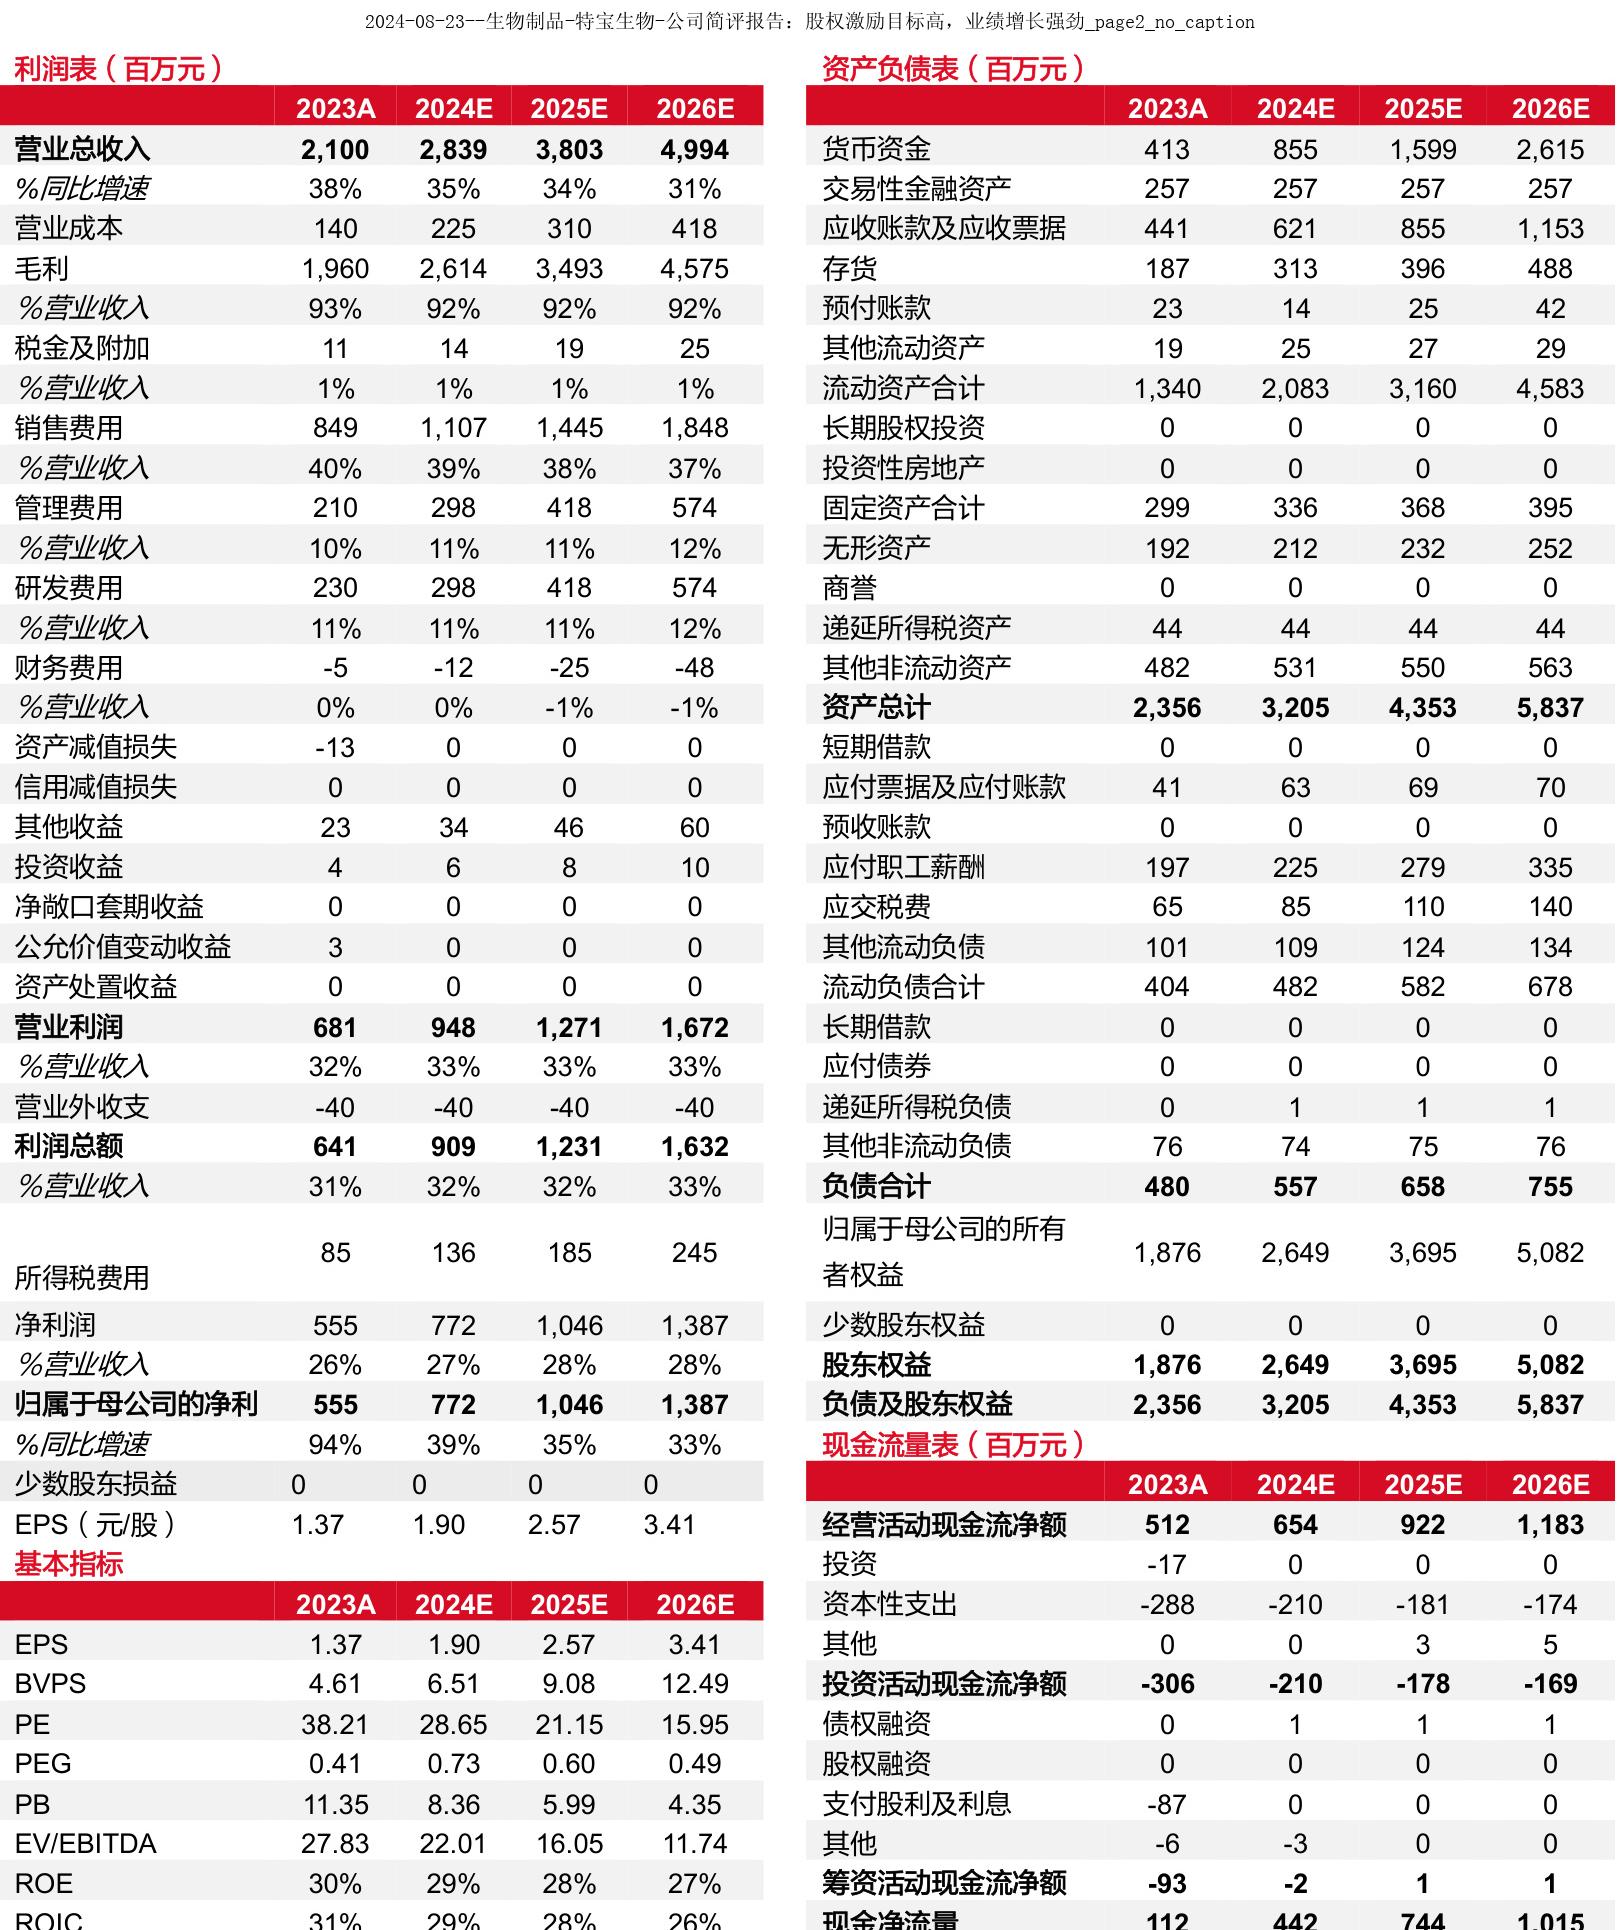 2024-08-23--生物制品-特宝生物-公司简评报告：股权激励目标高，业绩增长强劲_page2_no_caption
利润表（百万元）
2023A 2024E 2025E 2026E
营业总收入 2,100 2,839 3,803 4,994
%同比增速 38% 35% 34% 31%
营业成本 140 225 310 418
毛利 1,960 2,614 3,493 4,575
%营业收入 93% 92% 92% 92%
税金及附加 11 14 19 25
%营业收入 1% 1% 1% 1%
销售费用 849 1,107 1,445 1,848
%营业收入 40% 39% 38% 37%
管理费用 210 298 418 574
%营业收入 10% 11% 11% 12%
研发费用 230 298 418 574
%营业收入 11% 11% 11% 12%
财务费用 -5 -12 -25 -48
%营业收入 0% 0% -1% -1%
资产减值损失 -13 0 0 0
信用减值损失 0 0 0 0
其他收益 23 34 46 60
投资收益 4 6 8 10
净敞口套期收益 0 0 0 0
公允价值变动收益 3 0 0 0
资产处置收益 0 0 0 0
营业利润 681 948 1,271 1,672
%营业收入 32% 33% 33% 33%
营业外收支 -40 -40 -40 -40
利润总额 641 909 1,231 1,632
%营业收入 31% 32% 32% 33%
所得税费用 85 136 185 245
净利润 555 772 1,046 1,387
%营业收入 26% 27% 28% 28%
归属于母公司的净利 555 772 1,046 1,387
%同比增速 94% 39% 35% 33%
少数股东损益 0 0 0 0
EPS（元/股） 1.37 1.90 2.57 3.41
基本指标
2023A 2024E 2025E 2026E
EPS 1.37 1.90 2.57 3.41
BVPS 4.61 6.51 9.08 12.49
PE 38.21 28.65 21.15 15.95
PEG 0.41 0.73 0.60 0.49
PB 11.35 8.36 5.99 4.35
EV/EBITDA 27.83 22.01 16.05 11.74
ROE 30% 29% 28% 27%
ROIC 31% 29% 28% 26%
资产负债表（百万元）
2023A 2024E 2025E 2026E
货币资金 413 855 1,599 2,615
交易性金融资产 257 257 257 257
应收账款及应收票据 441 621 855 1,153
存货 187 313 396 488
预付账款 23 14 25 42
其他流动资产 19 25 27 29
流动资产合计 1,340 2,083 3,160 4,583
长期股权投资 0 0 0 0
投资性房地产 0 0 0 0
固定资产合计 299 336 368 395
无形资产 192 212 232 252
商誉 0 0 0 0
递延所得税资产 44 44 44 44
其他非流动资产 482 531 550 563
资产总计 2,356 3,205 4,353 5,837
短期借款 0 0 0 0
应付票据及应付账款 41 63 69 70
预收账款 0 0 0 0
应付职工薪酬 197 225 279 335
应交税费 65 85 110 140
其他流动负债 101 109 124 134
流动负债合计 404 482 582 678
长期借款 0 0 0 0
应付债券 0 0 0 0
递延所得税负债 0 1 1 1
其他非流动负债 76 74 75 76
负债合计 480 557 658 755
归属于母公司的所有
者权益 1,876 2,649 3,695 5,082
少数股东权益 0 0 0 0
股东权益 1,876 2,649 3,695 5,082
负债及股东权益 2,356 3,205 4,353 5,837
现金流量表（百万元）
2023A 2024E 2025E 2026E
经营活动现金流净额 512 654 922 1,183
投资 -17 0 0 0
资本性支出 -288 -210 -181 -174
其他 0 0 3 5
投资活动现金流净额 -306 -210 -178 -169
债权融资 0 1 1 1
股权融资 0 0 0 0
支付股利及利息 -87 0 0 0
其他 -6 -3 0 0
筹资活动现金流净额 -93 -2 1 1
现金净流量 112 442 744 1,015